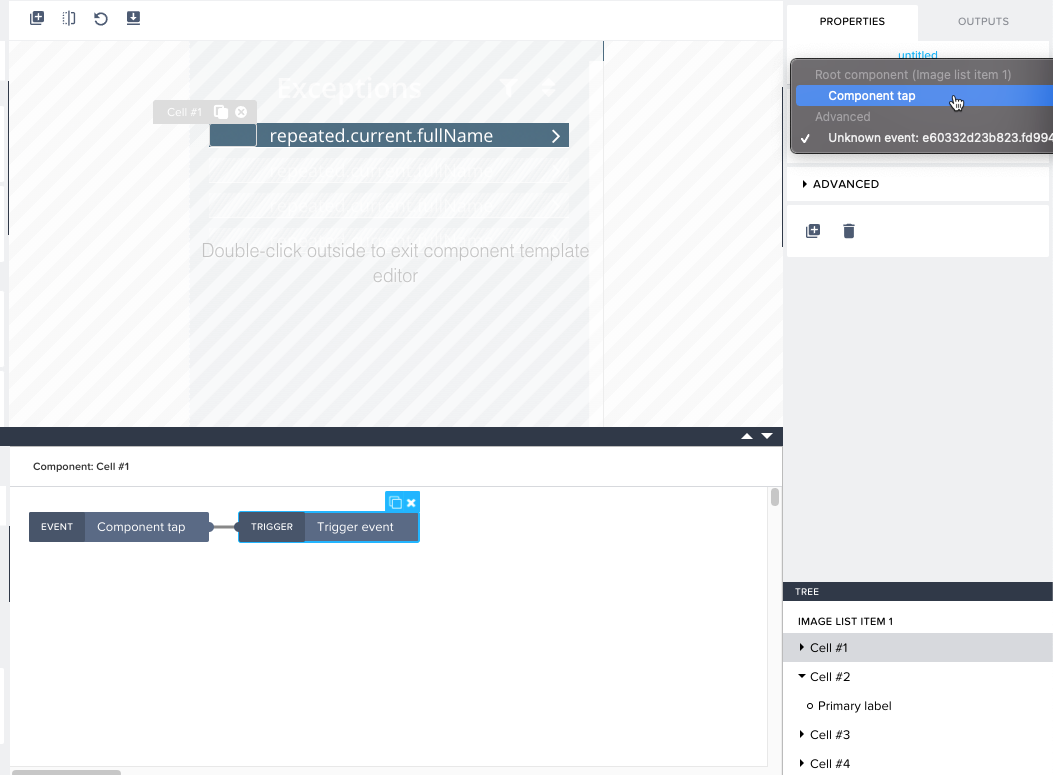 PROPERTIES
OUTPUTS
untitled
Exceptions
Root component (Image list item 1)
Cell #1
Component tap
Advanced
repeated.current.fullName
Unknown event: e60332d23b823.fd994
ADVANCED
Double-click outside to exit component template
editor
Component: Cell #1
EVENT
Component tap
TRIGGER
Trigger event
TREE
IMAGE LIST ITEM 1
Cell #1
Cell #2
Primary label
Cell #3
Cell #4